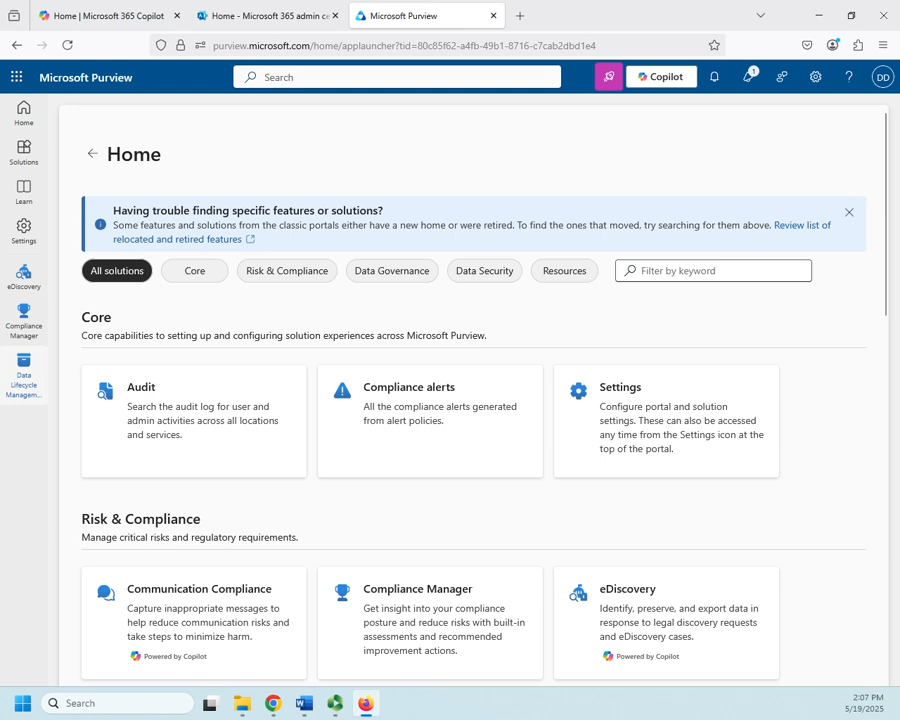 Home | Microsoft 365 Copilot
Home - Microsoft 365 admin ce
Microsoft Purview
purview.microsoft.com/home/applauncher?tid=80c85f62-a4fb-49b1-8716-c7cab2dbd1e4
Microsoft Purview
Search
Copilot
1
DD
Home
Solutions
Learn
Settings
eDiscovery
Compliance
Manager
Data
Lifecycle
Managem...
Home
Having trouble finding specific features or solutions?
Some features and solutions from the classic portals either have a new home or were retired. To find the ones that moved, try searching for them above. Review list of
relocated and retired features
All solutions
Core
Risk & Compliance
Data Governance
Data Security
Resources
Filter by keyword
Core
Core capabilities to setting up and configuring solution experiences across Microsoft Purview.
Audit
Search the audit log for user and
admin activities across all locations
and services.
Compliance alerts
All the compliance alerts generated
from alert policies.
Settings
Configure portal and solution
settings. These can also be accessed
any time from the Settings icon at the
top of the portal.
Risk & Compliance
Manage critical risks and regulatory requirements.
Communication Compliance
Capture inappropriate messages to
help reduce communication risks and
take steps to minimize harm.
Powered by Copilot
Compliance Manager
Get insight into your compliance
posture and reduce risks with built-in
assessments and recommended
improvement actions.
eDiscovery
Identify, preserve, and export data in
response to legal discovery requests
and eDiscovery cases.
Powered by Copilot
Search
2:07 PM
5/19/2025